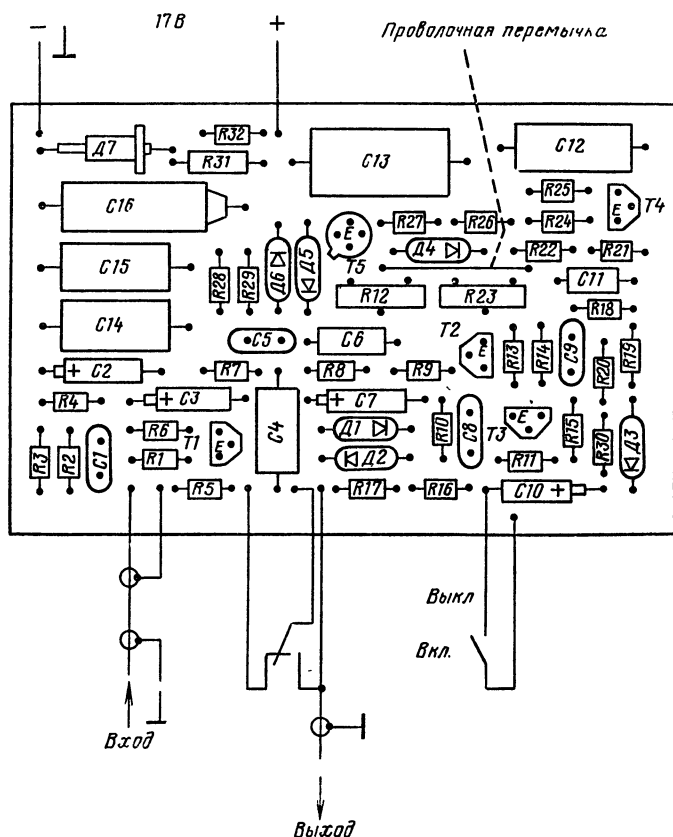 17В
− +
Проволочная перемычка
R32
Д7
R31
C13
C12
C16
R25
R24
E
T4
R27
R26
E
T5
Д4
R22
R21
C15
R28
R29
Д6
Д5
R12
R23
C11
R18
C14
C5
C6
T2
E
R13
R14
C9
R20
R19
+ C2
R7
R8
R9
R4
+ C3
C4
+ C7
R10
C8
T3
E
R15
R30
Д3
R6
T1
E
Д1
R3
R2
C1
R1
Д2
R11
R5
R17
R16
C10 +
Выкл
Вкл.
Вход
Выход